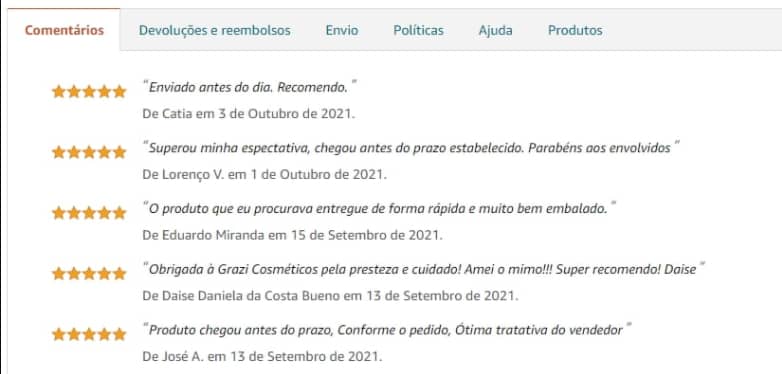 Comentários Devoluções e reembolsos Envio Políticas Ajuda Produtos
“Enviado antes do dia. Recomendo. ”
De Catia em 3 de Outubro de 2021.
“Superou minha espectativa, chegou antes do prazo estabelecido. Parabéns aos envolvidos ”
De Lorenço V. em 1 de Outubro de 2021.
“O produto que eu procurava entregue de forma rápida e muito bem embalado. ”
De Eduardo Miranda em 15 de Setembro de 2021.
“Obrigada à Grazi Cosméticos pela presteza e cuidado! Amei o mimo!!! Super recomendo! Daise ”
De Daise Daniela da Costa Bueno em 13 de Setembro de 2021.
“Produto chegou antes do prazo, Conforme o pedido, Ótima tratativa do vendedor ”
De José A. em 13 de Setembro de 2021.